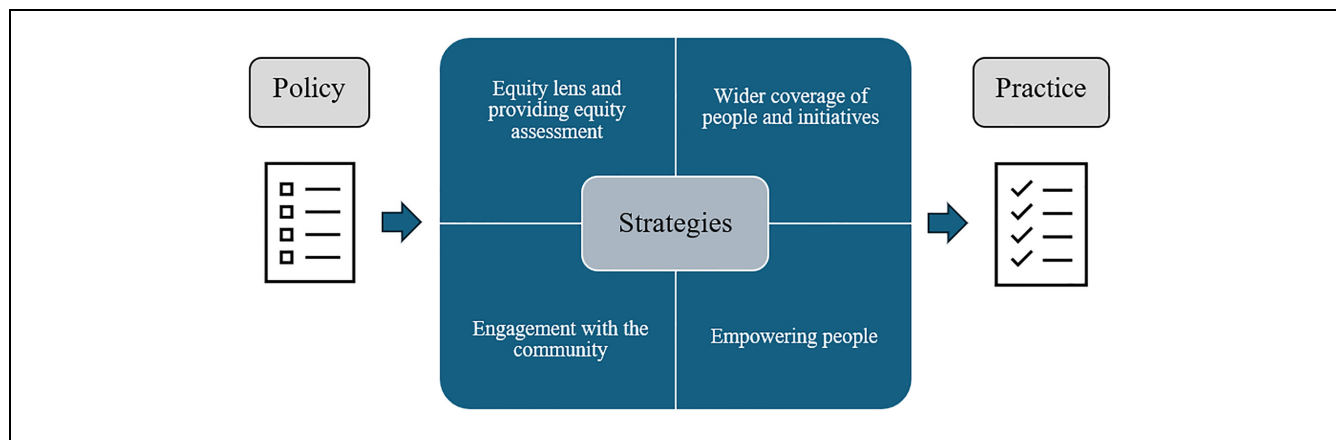 Policy
Equity lens and
providing equity
assessment
Wider coverage of
people and initiatives
Practice
Strategies
Engagement with the
community
Empowering people